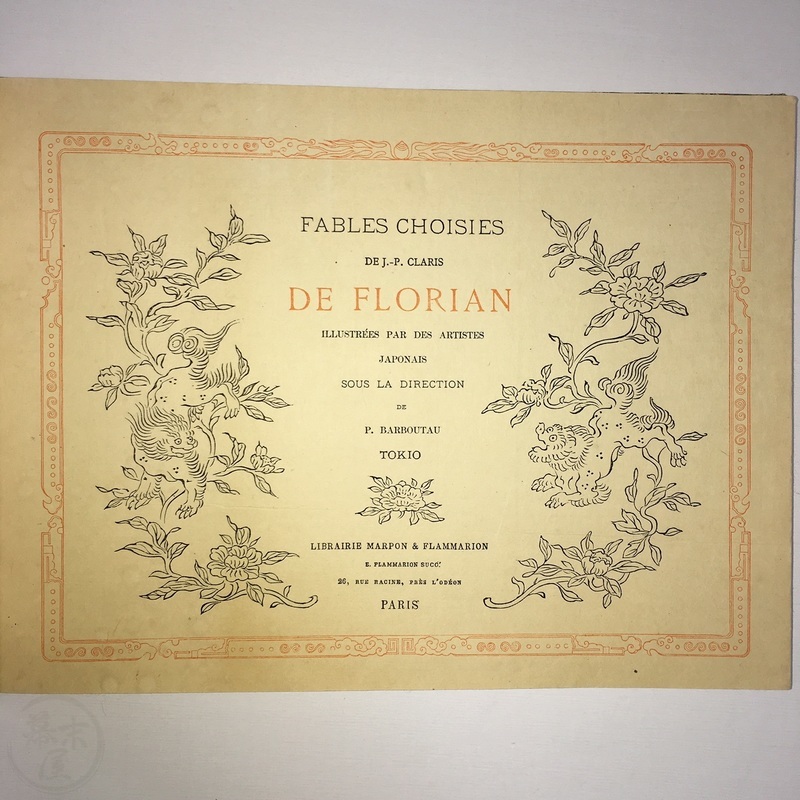 FABLES CHOISIES
DE J.-P. CLARIS
DE FLORIAN
ILLUSTRÉES PAR DES ARTISTES
JAPONAIS
SOUS LA DIRECTION
DE
P. BARBOUTAU
TOKIO
LIBRAIRIE MARPON & FLAMMARION
E. FLAMMARION SUCCR
26, RUE RACINE, PRÈS L'ODÉON
PARIS